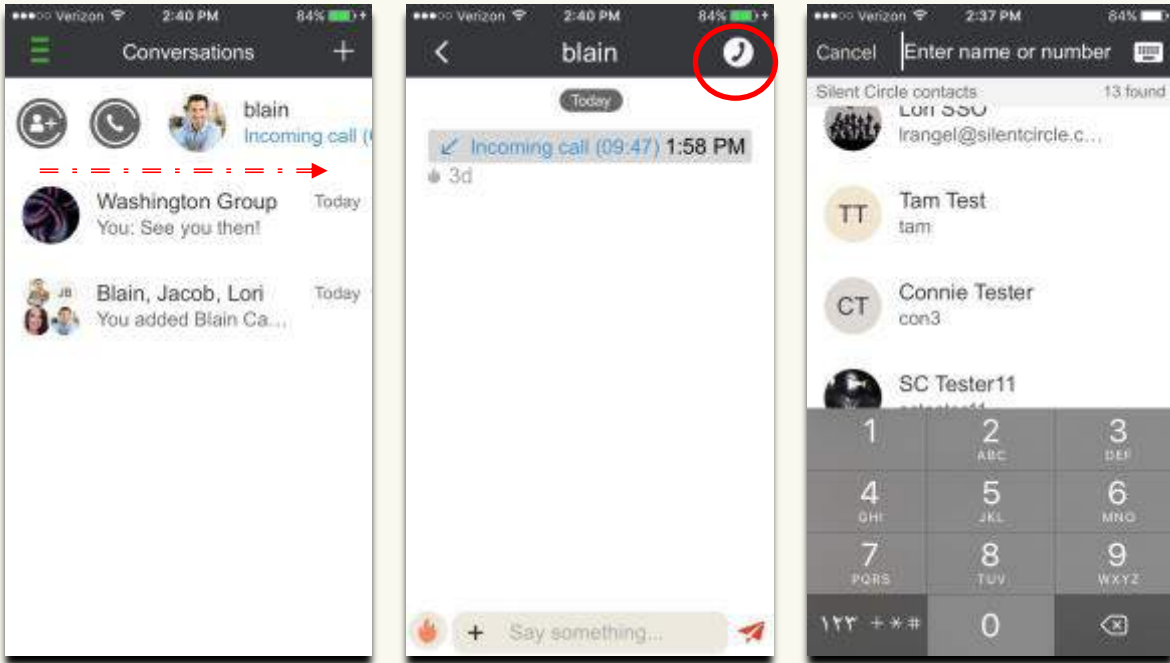 Verizon 2:40 PM 84%
Conversations +
blain
Incoming call (
Washington Group Today
You: See you then!
JB
Blain, Jacob, Lori Today
You added Blain Ca...
Verizon 2:40 PM 84%
blain
Today
Incoming call (09:47) 1:58 PM
3d
+ Say something...
Verizon 2:37 PM 84%
Cancel Enter name or number
Silent Circle contacts 13 found
Lori SSO
lrangel@silentcircle.c...
TT Tam Test
tam
CT Connie Tester
con3
SC Tester11
1 2 3
ABC DEF
4 5 6
GHI JKL MNO
7 8 9
PQRS TUV WXYZ
١٢٣ + * # 0